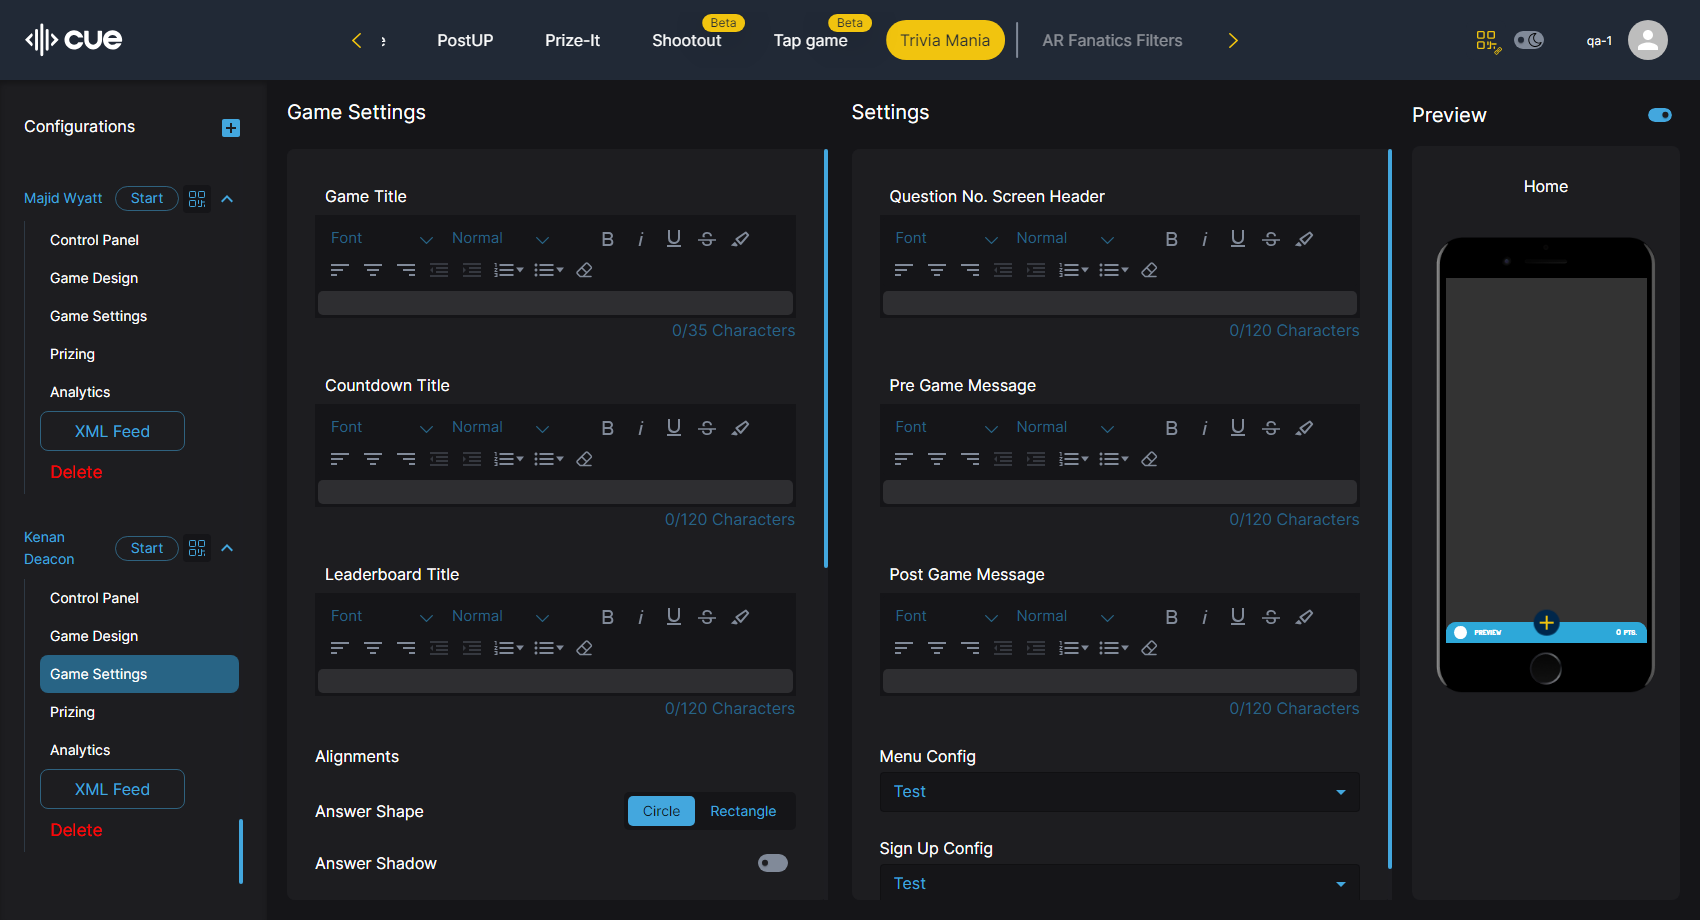 cue
e
PostUP
Prize-It
Shootout
Beta
Tap game
Beta
Trivia Mania
AR Fanatics Filters
qa-1
Configurations
Majid Wyatt
Start
Control Panel
Game Design
Game Settings
Prizing
Analytics
XML Feed
Delete
Kenan
Deacon
Start
Control Panel
Game Design
Game Settings
Prizing
Analytics
XML Feed
Delete
Game Settings
Game Title
Font Normal B i U S
0/35 Characters
Countdown Title
Font Normal B i U S
0/120 Characters
Leaderboard Title
Font Normal B i U S
0/120 Characters
Alignments
Answer Shape
Circle
Rectangle
Answer Shadow
Settings
Question No. Screen Header
Font Normal B i U S
0/120 Characters
Pre Game Message
Font Normal B i U S
0/120 Characters
Post Game Message
Font Normal B i U S
0/120 Characters
Menu Config
Test
Sign Up Config
Test
Preview
Home
PREVIEW
0 PTS.